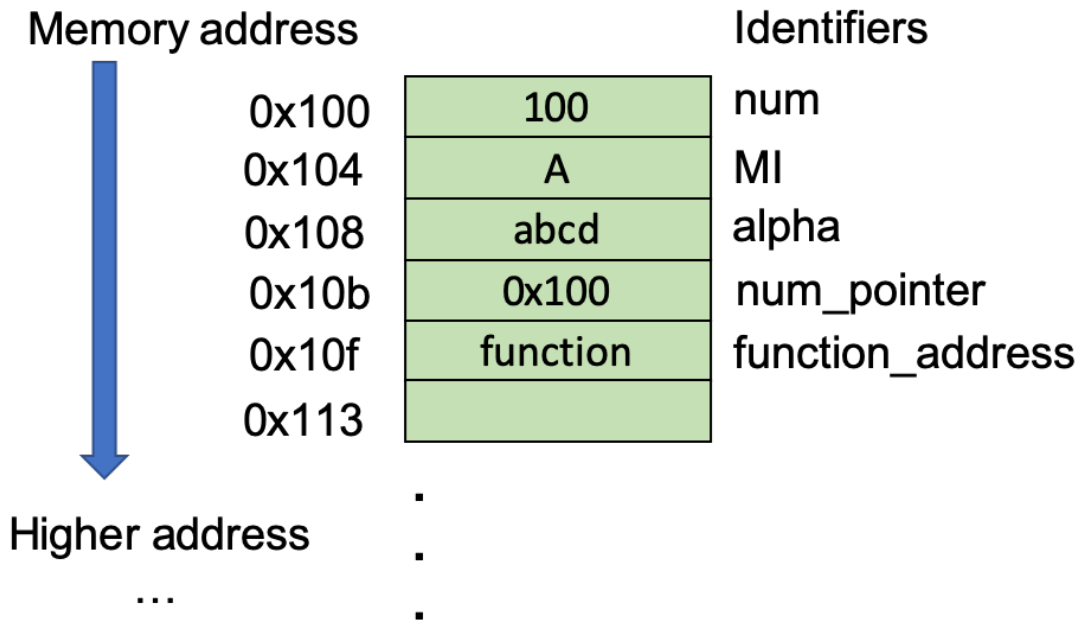 Memory address Identifiers
0x100 100 num
0x104 A MI
0x108 abcd alpha
0x10b 0x100 num_pointer
0x10f function function_address
0x113
.
Higher address .
... .